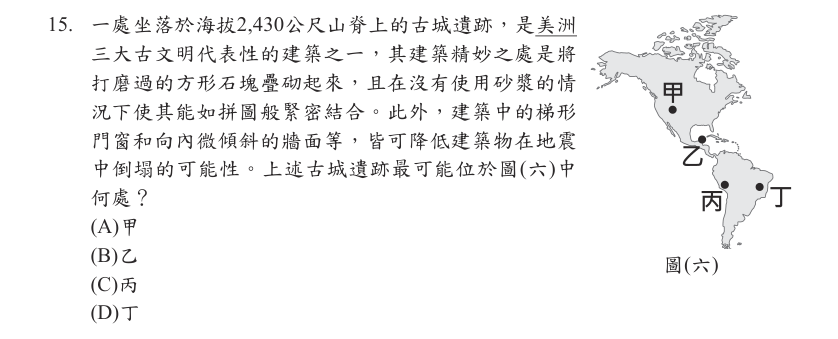 15. 一處坐落於海拔2,430公尺山脊上的古城遺跡，是美洲
三大古文明代表性的建築之一，其建築精妙之處是將
打磨過的方形石塊疊砌起來，且在沒有使用砂漿的情
況下使其能如拼圖般緊密結合。此外，建築中的梯形
門窗和向內微傾斜的牆面等，皆可降低建築物在地震
中倒塌的可能性。上述古城遺跡最可能位於圖(六)中
何處？
(A)甲
(B)乙
(C)丙
(D)丁
甲
乙
丙
丁
圖(六)